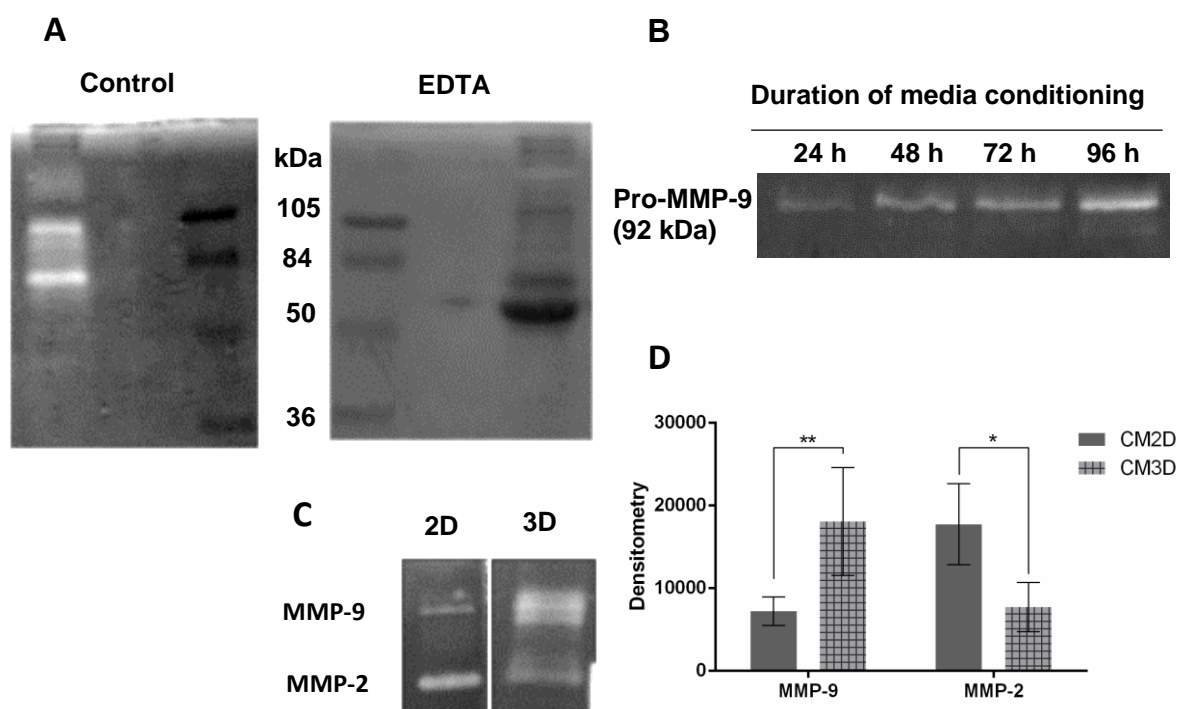 A
Control
EDTA
kDa
105
84
50
36
B
Duration of media conditioning
24 h 48 h 72 h 96 h
Pro-MMP-9
(92 kDa)
C
2D 3D
MMP-9
MMP-2
D
30000
20000
10000
0
Densitometry
**
*
CM2D
CM3D
MMP-9 MMP-2